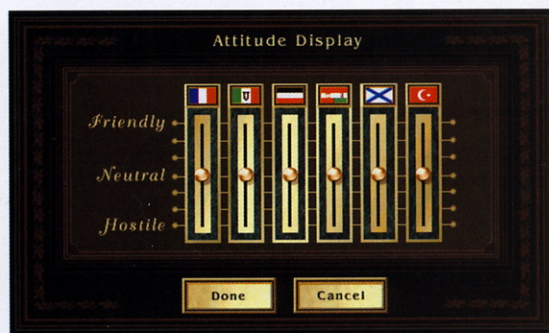 Attitude Display
Friendly
Neutral
Hostile
Done
Cancel